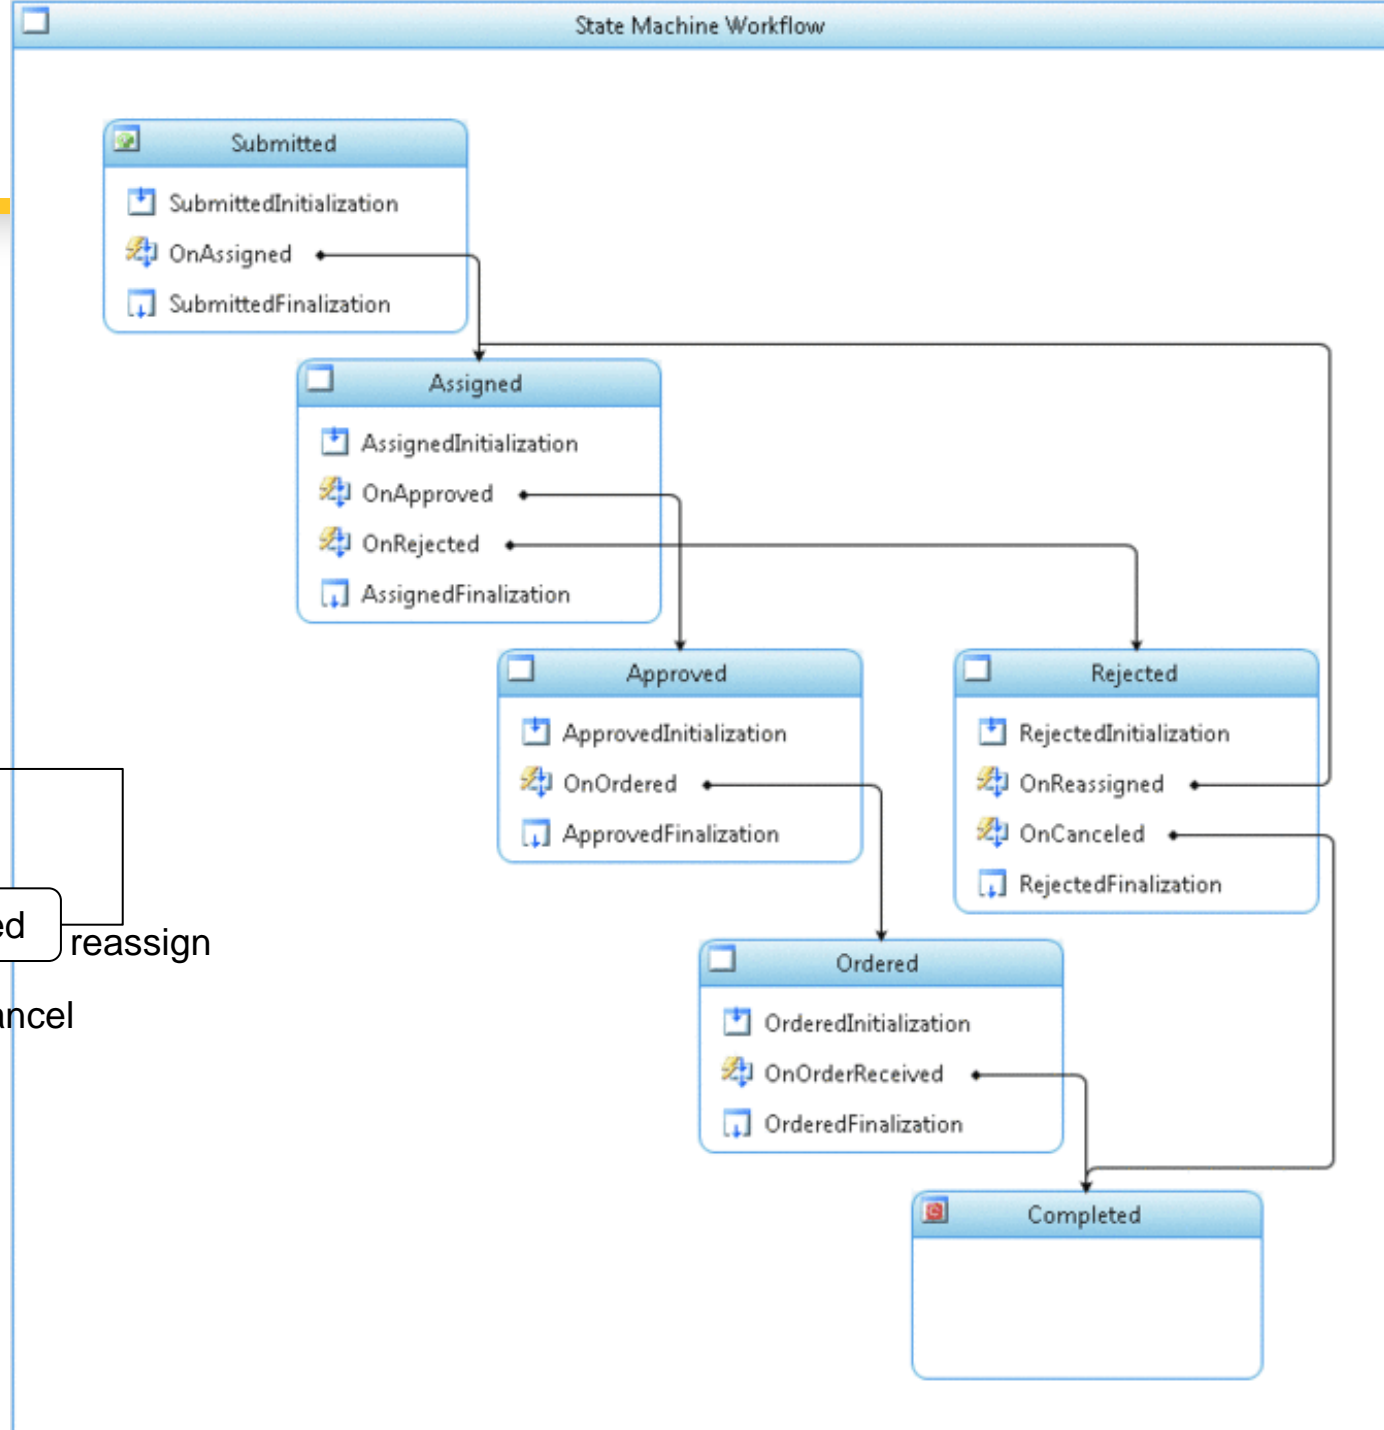 State Machine Workflow
Submitted
SubmittedInitialization
OnAssigned
SubmittedFinalization
Assigned
AssignedInitialization
OnApproved
OnRejected
AssignedFinalization
Approved
ApprovedInitialization
OnOrdered
ApprovedFinalization
Rejected
RejectedInitialization
OnReassigned
OnCanceled
RejectedFinalization
ed
reassign
ancel
Ordered
OrderedInitialization
OnOrderReceived
OrderedFinalization
Completed